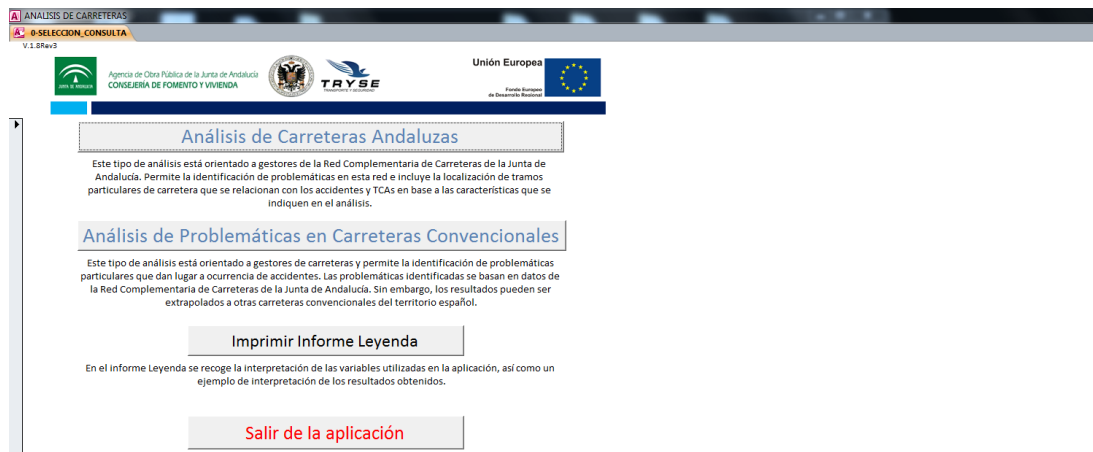 ANALISIS DE CARRETERAS
0-SELECCION_CONSULTA
V.1.8Rev3
Unión Europea
Agencia de Obra Pública de la Junta de Andalucía
CONSEJERÍA DE FOMENTO Y VIVIENDA
JUNTA DE ANDALUCIA
TRYSE
TRANSPORTE Y SEGURIDAD
Fondo Europeo
de Desarrollo Regional
Análisis de Carreteras Andaluzas
Este tipo de análisis está orientado a gestores de la Red Complementaria de Carreteras de la Junta de
Andalucía. Permite la identificación de problemáticas en esta red e incluye la localización de tramos
particulares de carretera que se relacionan con los accidentes y TCAs en base a las características que se
indiquen en el análisis.
Análisis de Problemáticas en Carreteras Convencionales
Este tipo de análisis está orientado a gestores de carreteras y permite la identificación de problemáticas
particulares que dan lugar a ocurrencia de accidentes. Las problemáticas identificadas se basan en datos de
la Red Complementaria de Carreteras de la Junta de Andalucía. Sin embargo, los resultados pueden ser
extrapolados a otras carreteras convencionales del territorio español.
Imprimir Informe Leyenda
En el informe Leyenda se recoge la interpretación de las variables utilizadas en la aplicación, así como un
ejemplo de interpretación de los resultados obtenidos.
Salir de la aplicación